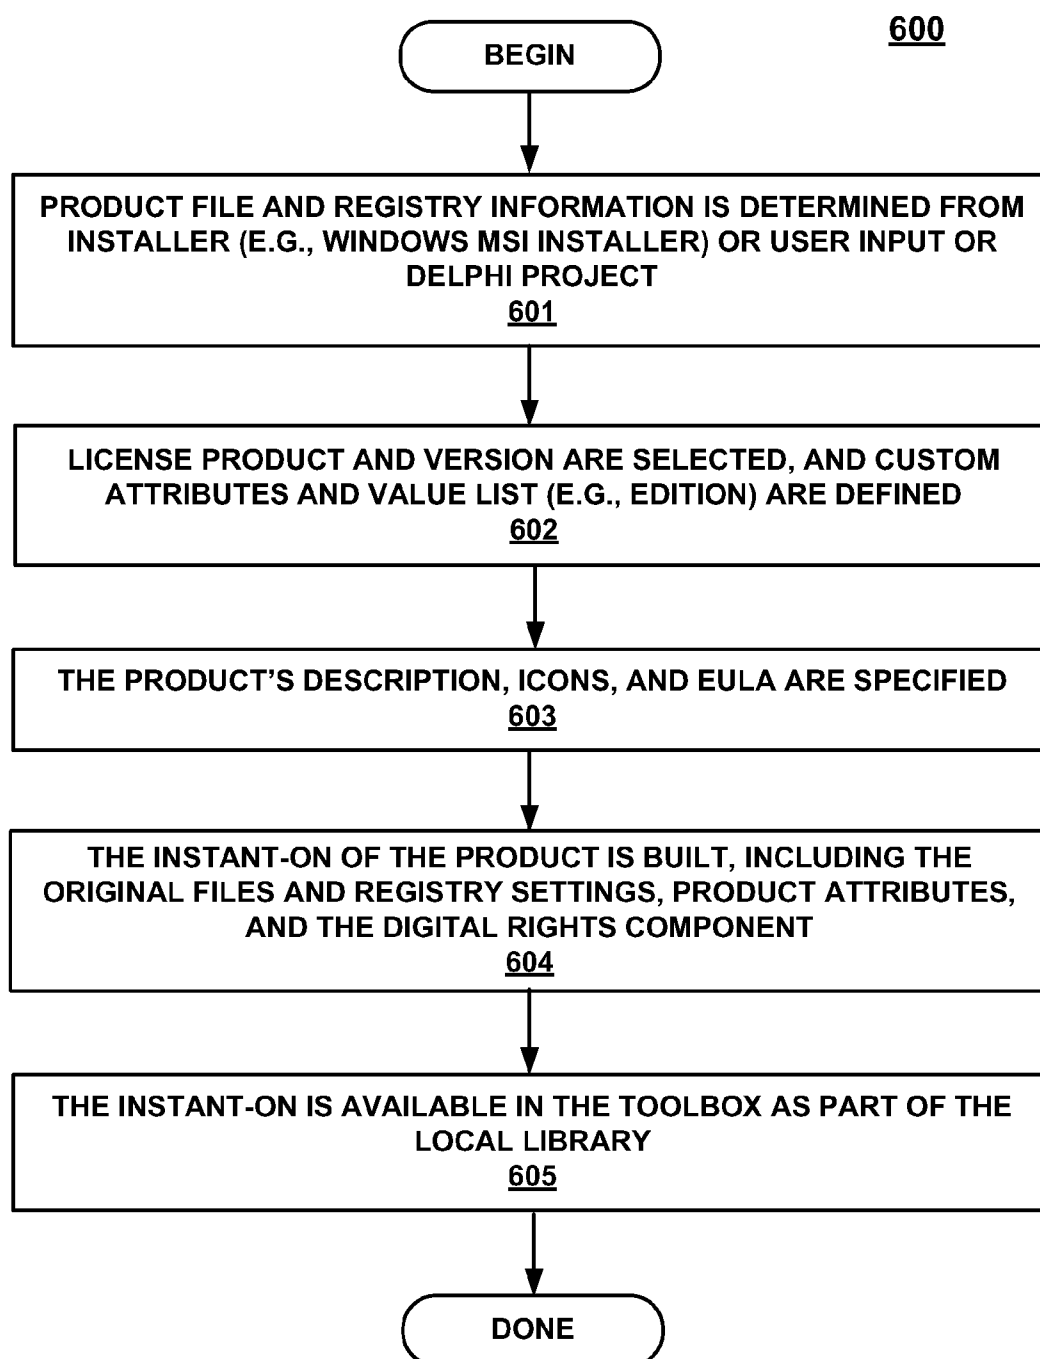 600
BEGIN
PRODUCT FILE AND REGISTRY INFORMATION IS DETERMINED FROM
INSTALLER (E.G., WINDOWS MSI INSTALLER) OR USER INPUT OR
DELPHI PROJECT
601
LICENSE PRODUCT AND VERSION ARE SELECTED, AND CUSTOM
ATTRIBUTES AND VALUE LIST (E.G., EDITION) ARE DEFINED
602
THE PRODUCT'S DESCRIPTION, ICONS, AND EULA ARE SPECIFIED
603
THE INSTANT-ON OF THE PRODUCT IS BUILT, INCLUDING THE
ORIGINAL FILES AND REGISTRY SETTINGS, PRODUCT ATTRIBUTES,
AND THE DIGITAL RIGHTS COMPONENT
604
THE INSTANT-ON IS AVAILABLE IN THE TOOLBOX AS PART OF THE
LOCAL LIBRARY
605
DONE